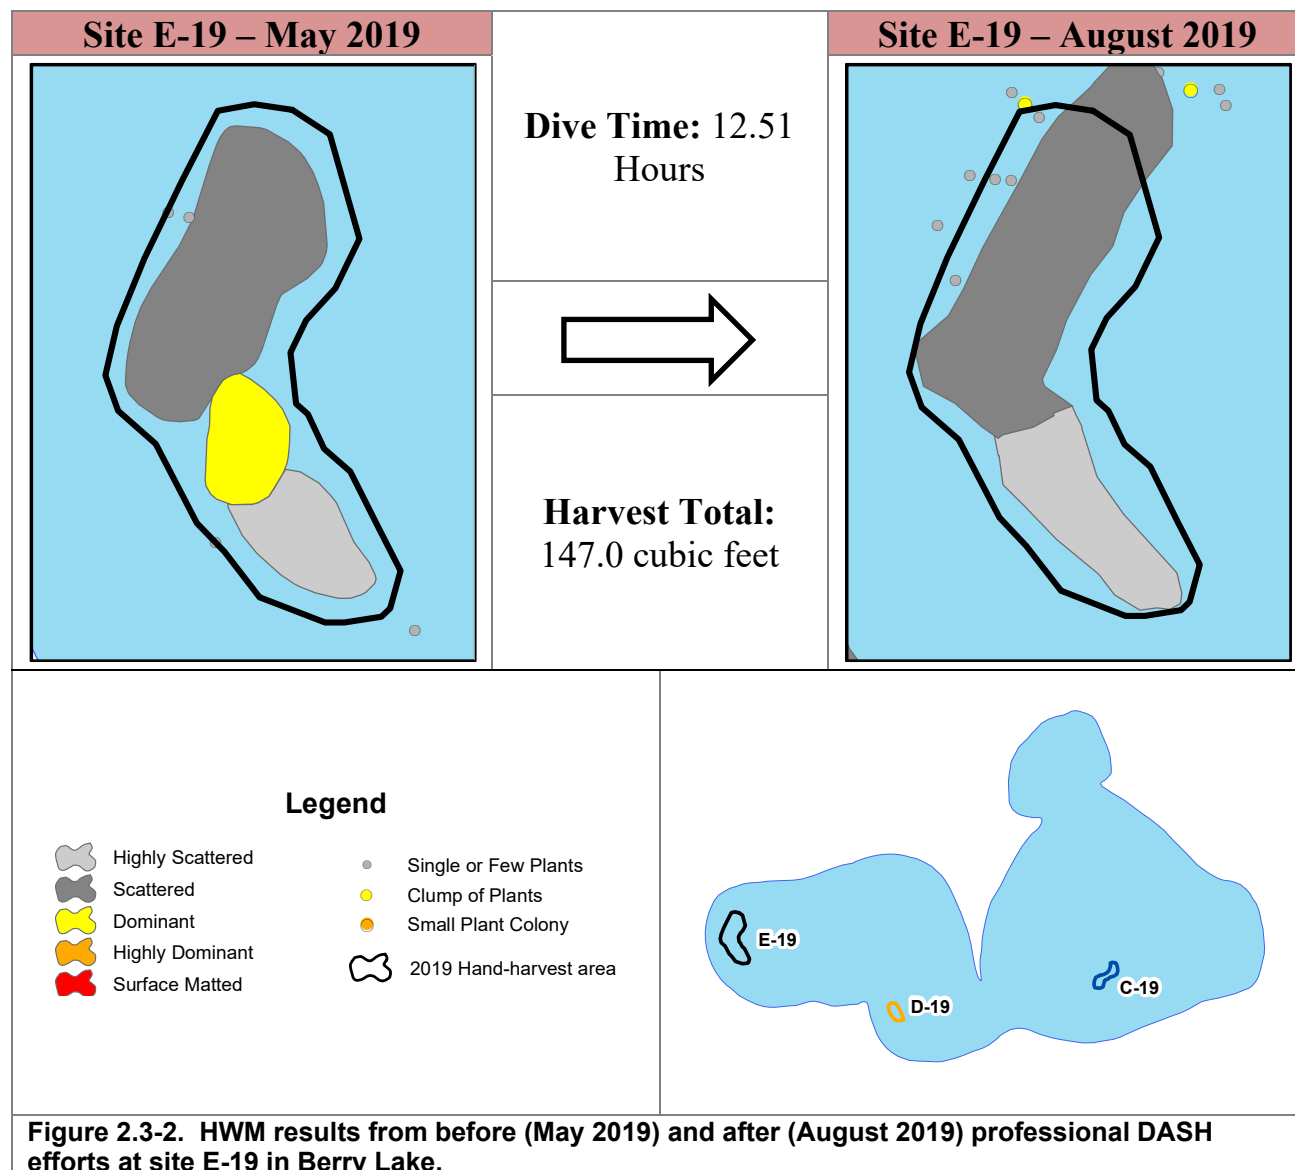 Site E-19 – May 2019
Dive Time: 12.51
Hours
Harvest Total:
147.0 cubic feet
Site E-19 – August 2019
Legend
Highly Scattered
Scattered
Dominant
Highly Dominant
Surface Matted
Single or Few Plants
Clump of Plants
Small Plant Colony
2019 Hand-harvest area
E-19
D-19
C-19
Figure 2.3-2. HWM results from before (May 2019) and after (August 2019) professional DASH
efforts at site E-19 in Berry Lake.